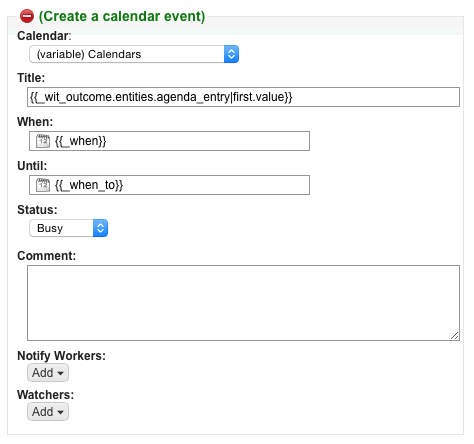 (Create a calendar event)
Calendar:
(variable) Calendars
Title:
{{_wit_outcome.entities.agenda_entry|first.value}}
When:
12 {{_when}}
Until:
12 {{_when_to}}
Status:
Busy
Comment:
Notify Workers:
Add
Watchers:
Add